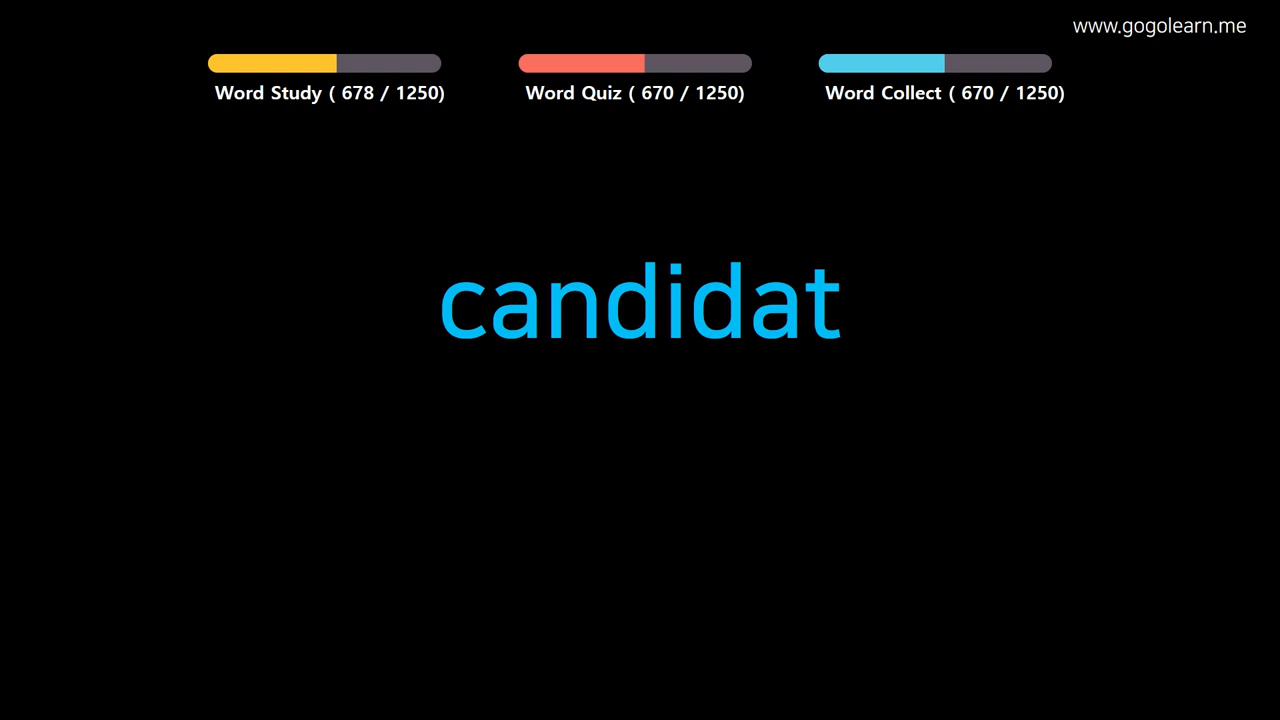 www.gogolearn.me
Word Study ( 678 / 1250)
Word Quiz ( 670 / 1250)
Word Collect ( 670 / 1250)
candidat